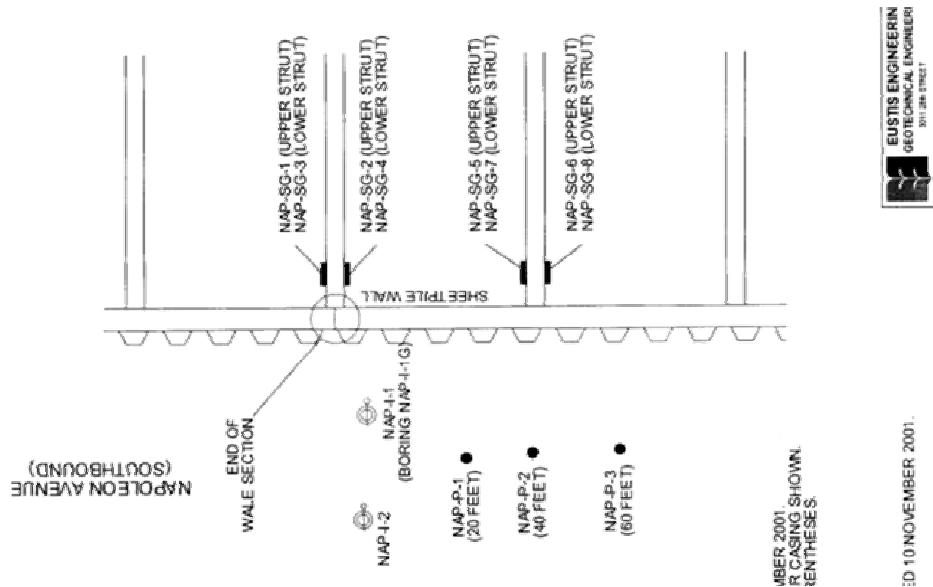 NAP-SG-1 (UPPER STRUT)
NAP-SG-3 (LOWER STRUT)
NAP-SG-2 (UPPER STRUT)
NAP-SG-4 (LOWER STRUT)
NAP-SG-5 (UPPER STRUT)
NAP-SG-7 (LOWER STRUT)
NAP-SG-6 (UPPER STRUT)
NAP-SG-8 (LOWER STRUT)
SHEETPILE WALL
END OF
WALE SECTION
NAPOLEON AVENUE
(SOUTHBOUND)
NAP-I-1
(BORING NAP-I-1G)
NAP-I-2
NAP-P-1
(20 FEET)
NAP-P-2
(40 FEET)
NAP-P-3
(60 FEET)
MBER 2001.
R CASING SHOWN.
RENTHESES.
ED 10 NOVEMBER 2001.
EUSTIS ENGINEERIN
GEOTECHNICAL ENGINEERI
3011 28th STREET